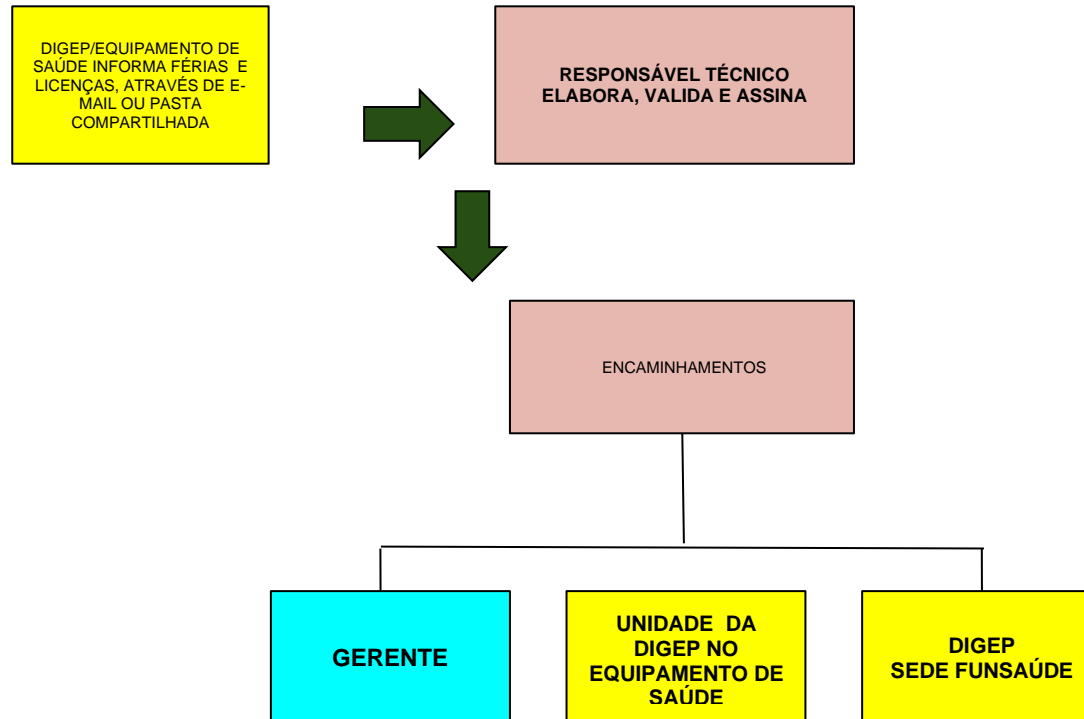 DIGEP/EQUIPAMENTO DE
SAÚDE INFORMA FÉRIAS E
LICENÇAS, ATRAVÉS DE E-
MAIL OU PASTA
COMPARTILHADA
RESPONSÁVEL TÉCNICO
ELABORA, VALIDA E ASSINA
ENCAMINHAMENTOS
GERENTE
UNIDADE DA
DIGEP NO
EQUIPAMENTO DE
SAÚDE
DIGEP
SEDE FUNSAÚDE